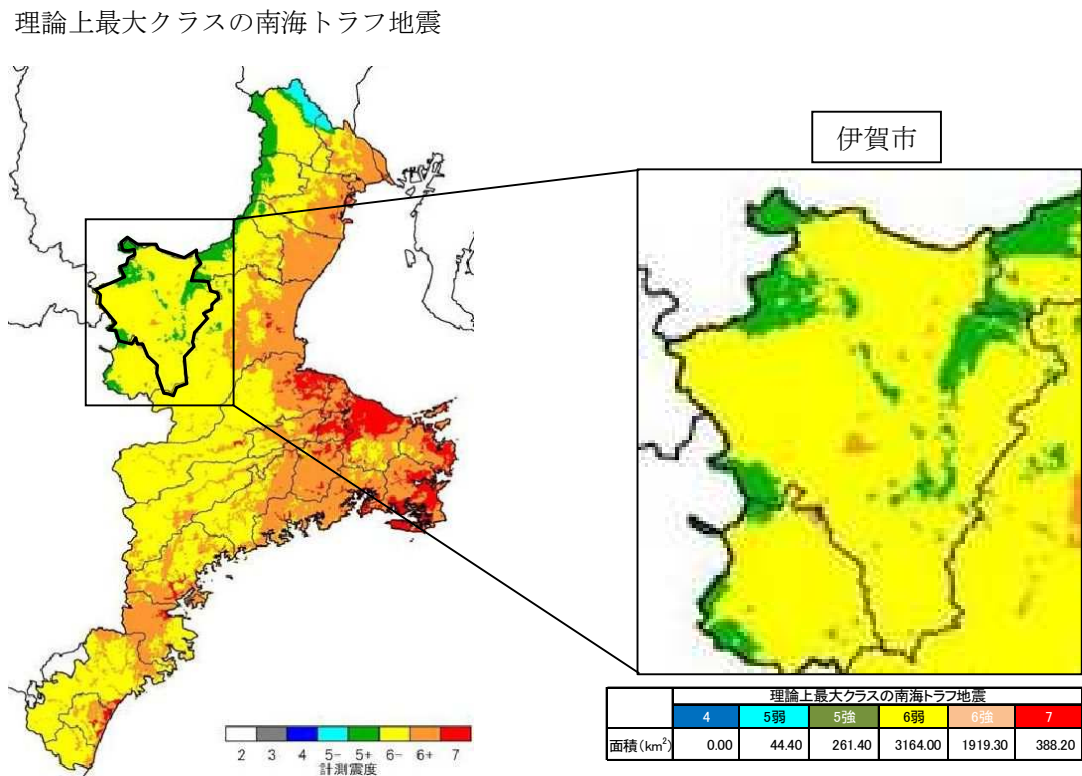 理論上最大クラスの南海トラフ地震
伊賀市
2 3 4 5- 5+ 6- 6+ 7
計測震度
理論上最大クラスの南海トラフ地震
4 5弱 5強 6弱 6強 7
面積(km²) 0.00 44.40 261.40 3164.00 1919.30 388.20